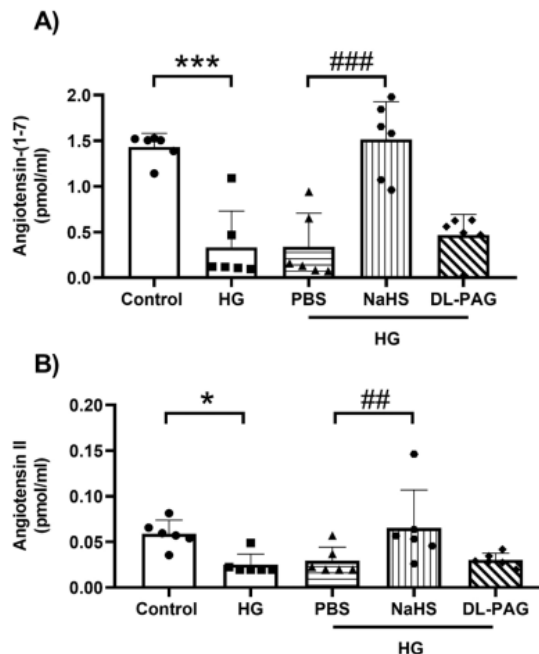 A)
*** ###
2.0
1.5
1.0
0.5
0.0
Angiotensin-(1-7)
(pmol/ml)
Control HG PBS NaHS DL-PAG
HG
B)
* ##
0.20
0.15
0.10
0.05
0.00
Angiotensin II
(pmol/ml)
Control HG PBS NaHS DL-PAG
HG